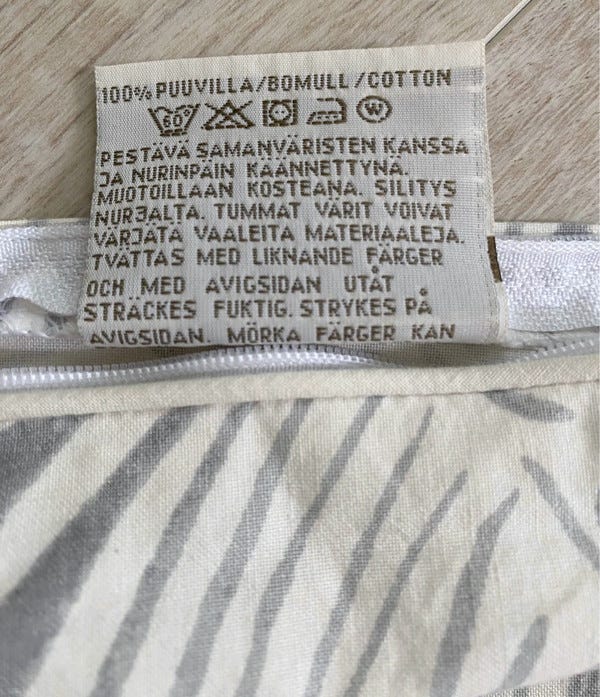 100% PUUVILLA/BOMULL/COTTON
60 W
PESTÄVÄ SAMANVÄRISTEN KANSSA
JA NURINPÄIN KÄÄNNETTYNÄ.
MUOTOILLAAN KOSTEANA. SILITYS
NURJALTA. TUMMAT VÄRIT VOIVAT
VÄRJÄTÄ VAALEITA MATERIAALEJA.
TVÄTTAS MED LIKNANDE FÄRGER
OCH MED AVIGSIDAN UTÅT
STRÄCKES FUKTIG. STRYKES PÅ
AVIGSIDAN. MÖRKA FÄRGER KAN